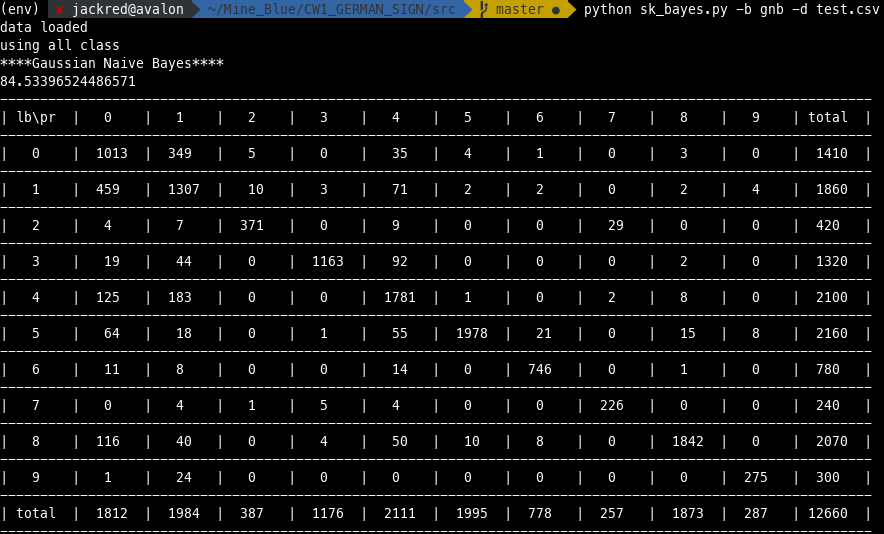 (env) ✘ jackred@avalon ~/Mine_Blue/CW1_GERMAN_SIGN/src master ● python sk_bayes.py -b gnb -d test.csv
data loaded
using all class
****Gaussian Naive Bayes****
84.53396524486571
| lb\pr | 0 | 1 | 2 | 3 | 4 | 5 | 6 | 7 | 8 | 9 | total |
| 0 | 1013 | 349 | 5 | 0 | 35 | 4 | 1 | 0 | 3 | 0 | 1410 |
| 1 | 459 | 1307 | 10 | 3 | 71 | 2 | 2 | 0 | 2 | 4 | 1860 |
| 2 | 4 | 7 | 371 | 0 | 9 | 0 | 0 | 29 | 0 | 0 | 420 |
| 3 | 19 | 44 | 0 | 1163 | 92 | 0 | 0 | 0 | 2 | 0 | 1320 |
| 4 | 125 | 183 | 0 | 0 | 1781 | 1 | 0 | 2 | 8 | 0 | 2100 |
| 5 | 64 | 18 | 0 | 1 | 55 | 1978 | 21 | 0 | 15 | 8 | 2160 |
| 6 | 11 | 8 | 0 | 0 | 14 | 0 | 746 | 0 | 1 | 0 | 780 |
| 7 | 0 | 4 | 1 | 5 | 4 | 0 | 0 | 226 | 0 | 0 | 240 |
| 8 | 116 | 40 | 0 | 4 | 50 | 10 | 8 | 0 | 1842 | 0 | 2070 |
| 9 | 1 | 24 | 0 | 0 | 0 | 0 | 0 | 0 | 0 | 275 | 300 |
| total | 1812 | 1984 | 387 | 1176 | 2111 | 1995 | 778 | 257 | 1873 | 287 | 12660 |